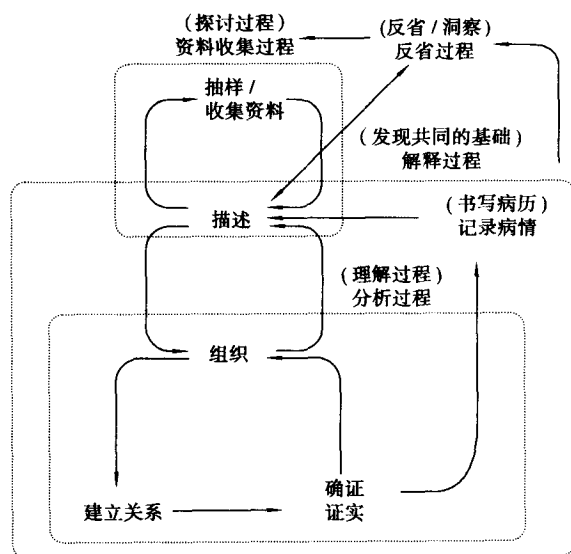 (探讨过程)
资料收集过程
(反省/洞察)
反省过程
抽样/
收集资料
(发现共同的基础)
解释过程
描述
(书写病历)
记录病情
(理解过程)
分析过程
组织
建立关系
确证
证实